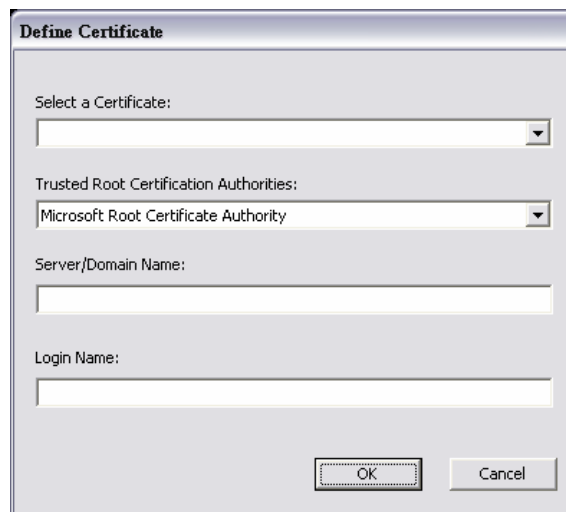 Define Certificate
Select a Certificate:
Trusted Root Certification Authorities:
Microsoft Root Certificate Authority
Server/Domain Name:
Login Name:
OK
Cancel